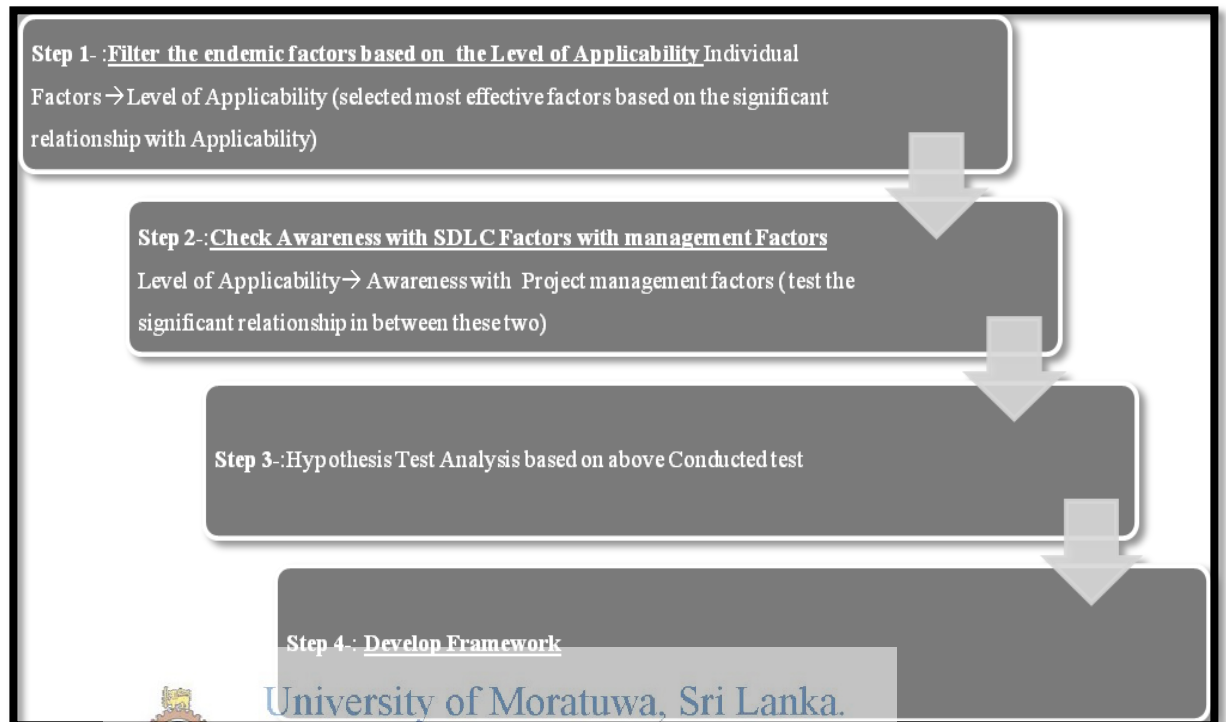 Step 1- :Filter the endemic factors based on the Level of Applicability Individual
Factors →Level of Applicability (selected most effective factors based on the significant
relationship with Applicability)
Step 2-:Check Awareness with SDLC Factors with management Factors
Level of Applicability→ Awareness with Project management factors (test the
significant relationship in between these two)
Step 3-:Hypothesis Test Analysis based on above Conducted test
Step 4-: Develop Framework
University of Moratuwa, Sri Lanka.